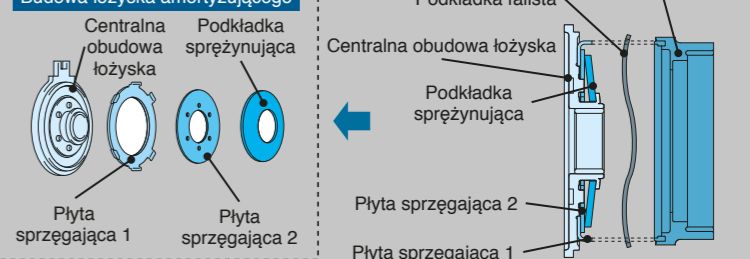 Budowa łożyska amortyzującego
Centralna
obudowa
łożyska
Podkładka
sprężynująca
Płyta
sprzęgająca 1
Płyta
sprzęgająca 2
Podkładka falista
Centralna obudowa łożyska
Podkładka
sprężynująca
Płyta sprzęgająca 2
Płyta sprzęgająca 1